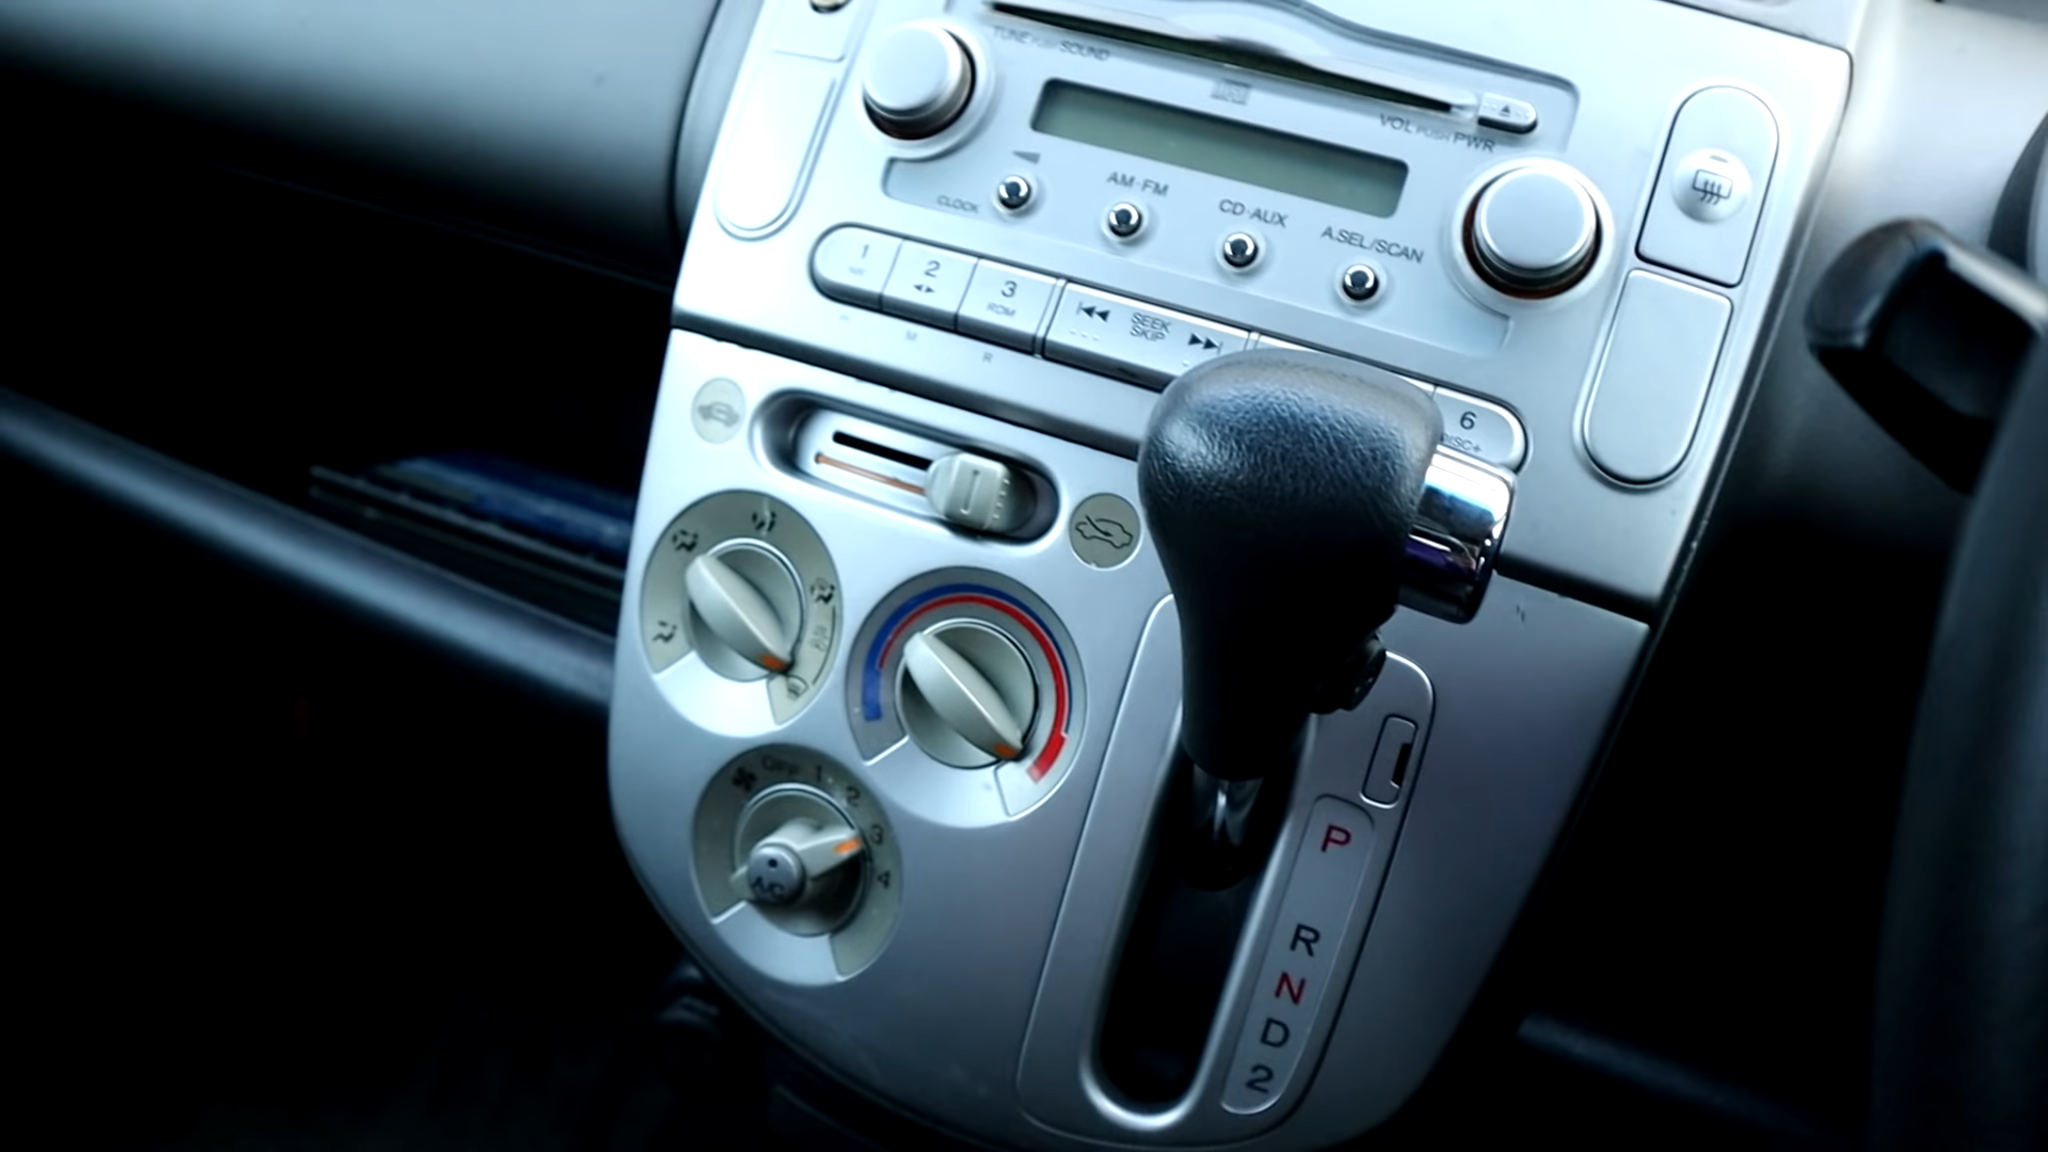 TUNE PUSH SOUND
VOL PUSH PWR
CLOCK
AM·FM
CD·AUX
A.SEL/SCAN
1
2
3
RDM
SEEK
SKIP
6
DISC+
OFF 1 2 3 4
A/C
P
R
N
D
2